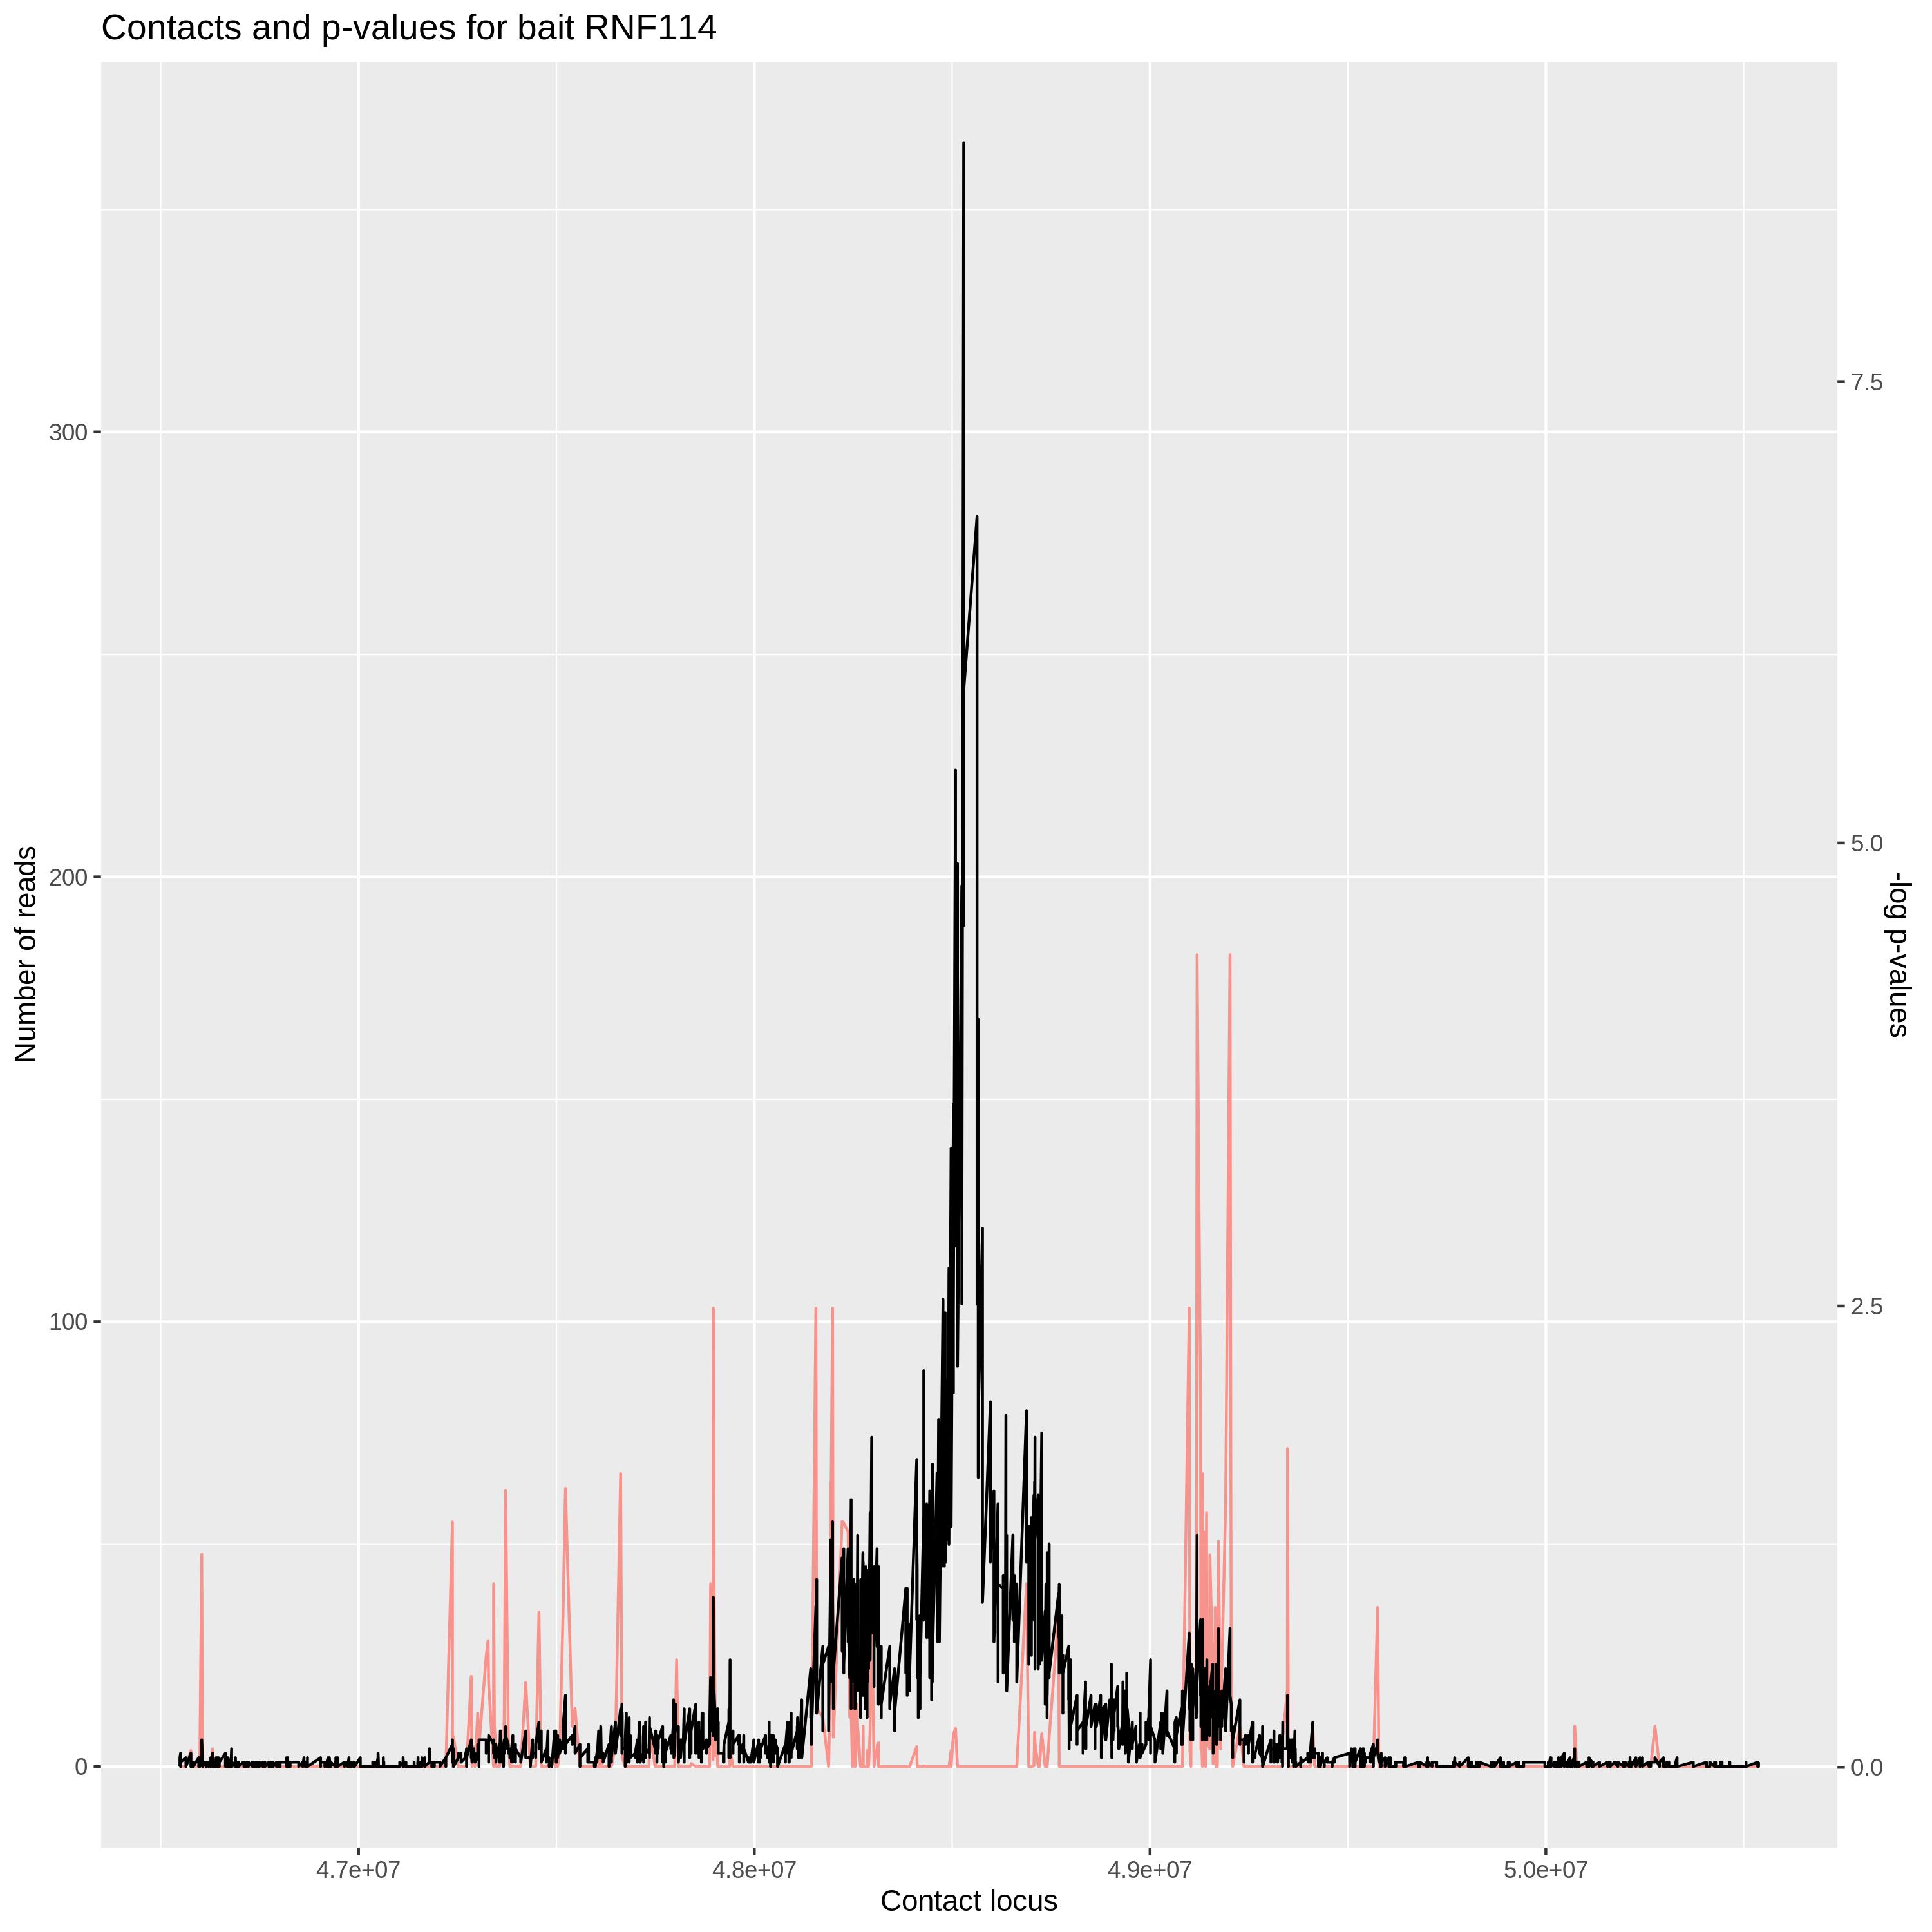 Contacts and p-values for bait RNF114
Number of reads
300
200
100
0
7.5
5.0
2.5
0.0
-log p-values
4.7e+07
4.8e+07
4.9e+07
5.0e+07
Contact locus